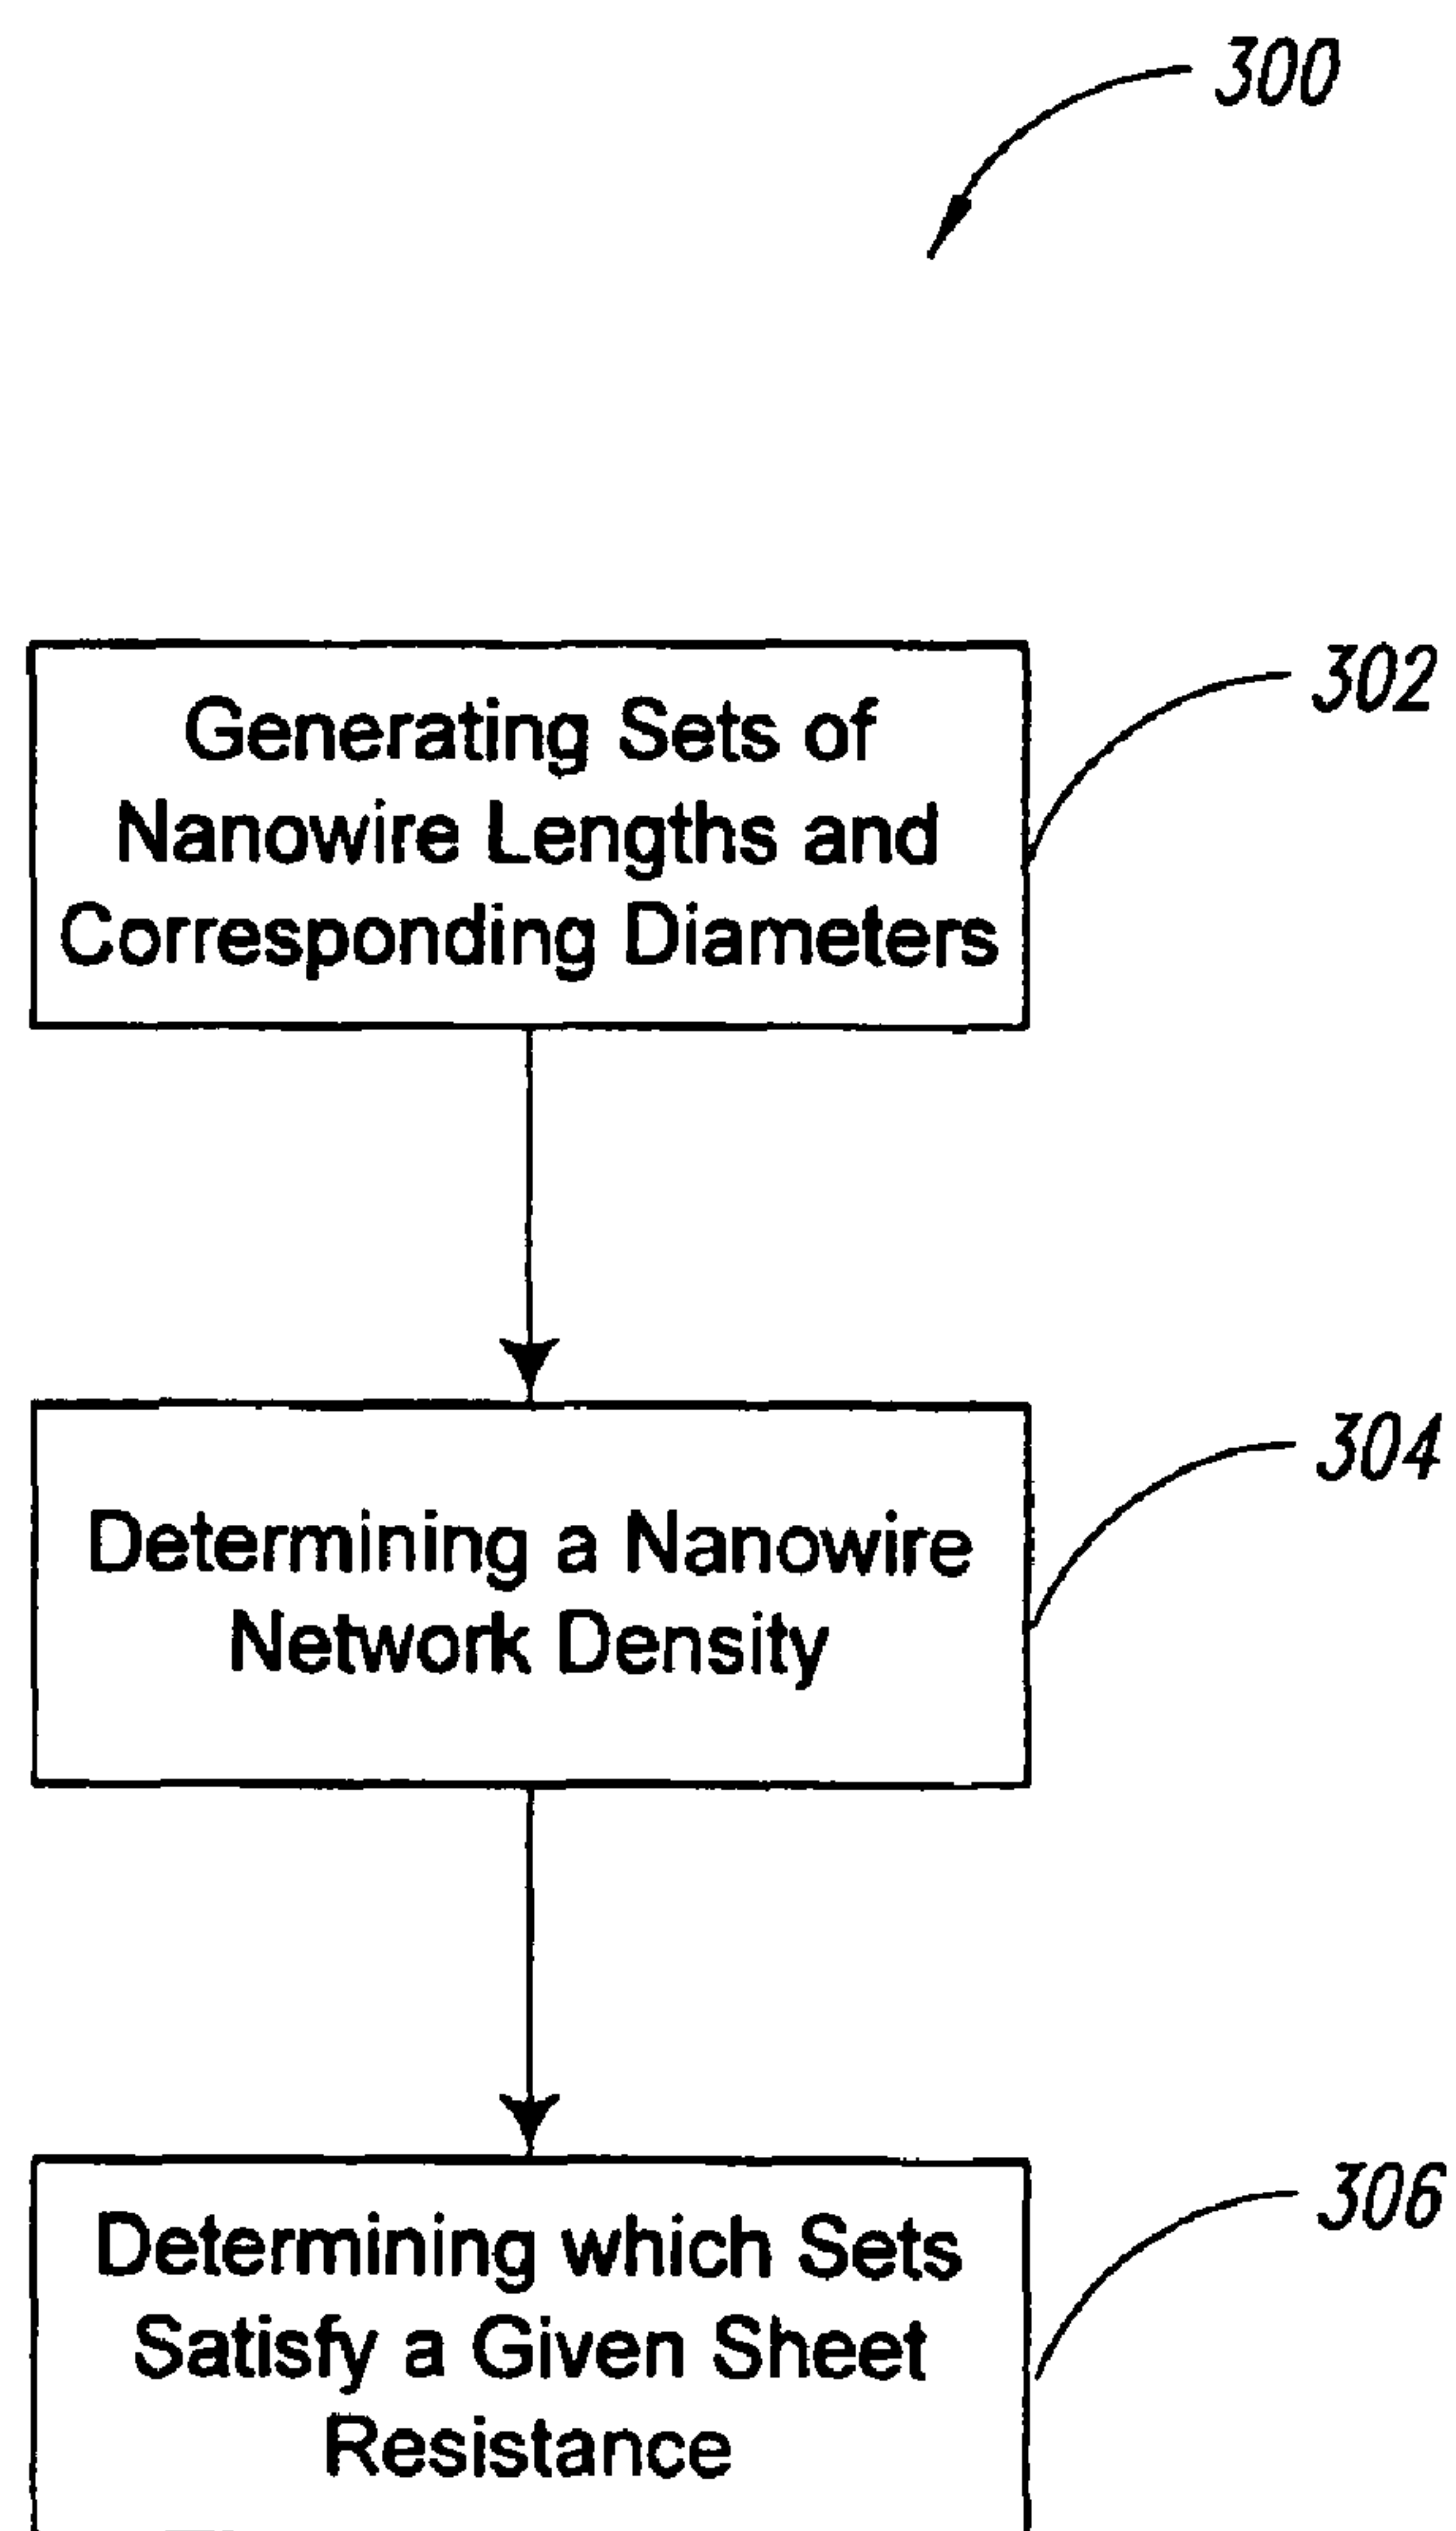 300
Generating Sets of
Nanowire Lengths and
Corresponding Diameters
302
Determining a Nanowire
Network Density
304
Determining which Sets
Satisfy a Given Sheet
Resistance
306